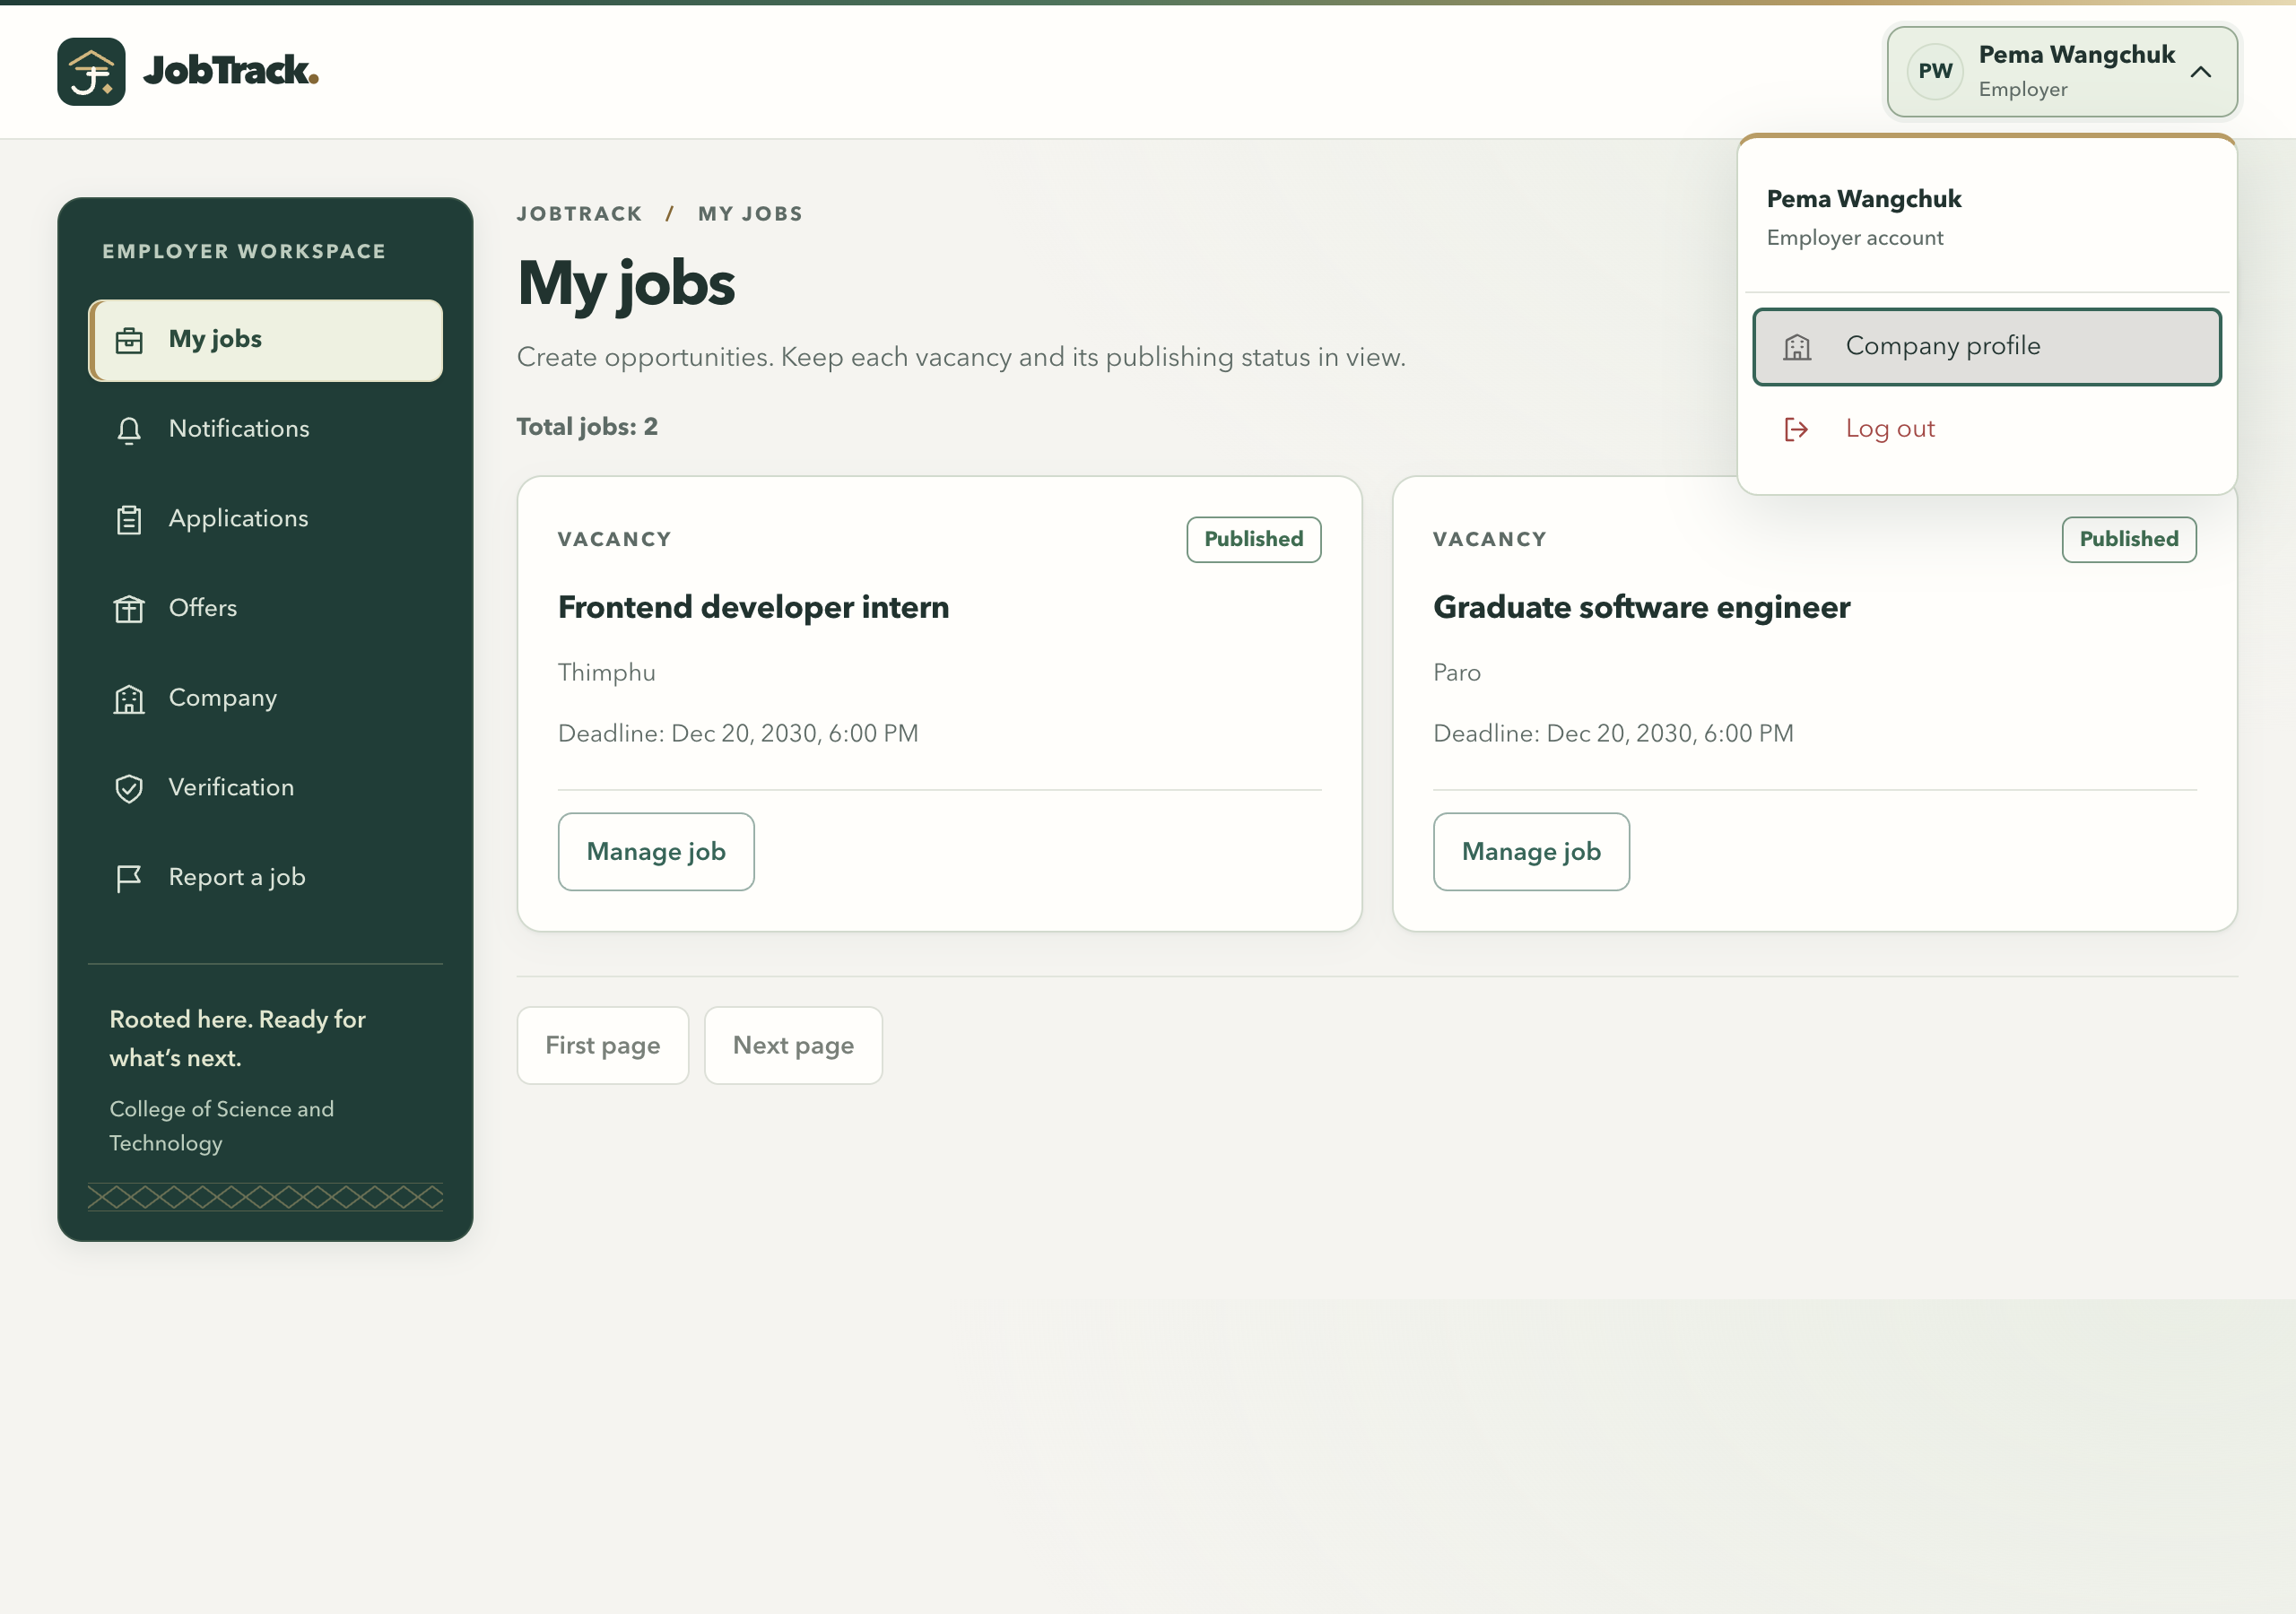 JobTrack.
PW
Pema Wangchuk
Employer
Pema Wangchuk
Employer account
Company profile
Log out
EMPLOYER WORKSPACE
My jobs
Notifications
Applications
Offers
Company
Verification
Report a job
Rooted here. Ready for
what’s next.
College of Science and
Technology
JOBTRACK / MY JOBS
My jobs
Create opportunities. Keep each vacancy and its publishing status in view.
Total jobs: 2
VACANCY
Published
Frontend developer intern
Thimphu
Deadline: Dec 20, 2030, 6:00 PM
Manage job
VACANCY
Published
Graduate software engineer
Paro
Deadline: Dec 20, 2030, 6:00 PM
Manage job
First page
Next page